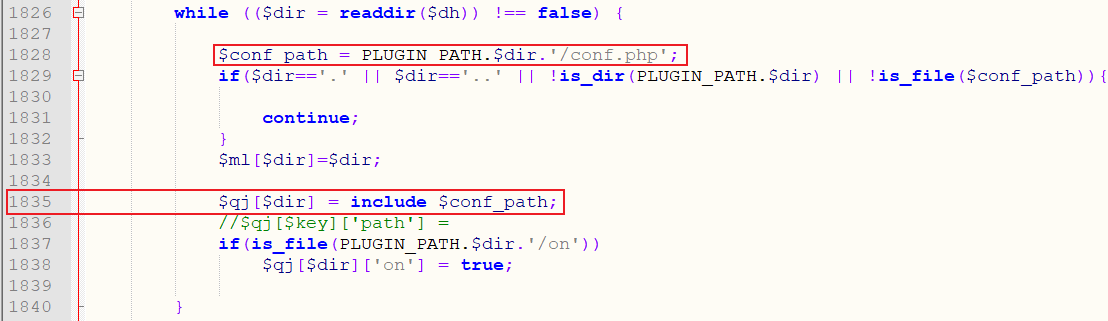 1826 while (($dir = readdir($dh)) !== false) {
1827
1828 $conf_path = PLUGIN_PATH.$dir.'/conf.php';
1829 if($dir=='.' || $dir=='..' || !is_dir(PLUGIN_PATH.$dir) || !is_file($conf_path)){
1830
1831 continue;
1832 }
1833 $ml[$dir]=$dir;
1834
1835 $qj[$dir] = include $conf_path;
1836 //$qj[$key]['path'] =
1837 if(is_file(PLUGIN_PATH.$dir.'/on'))
1838 $qj[$dir]['on'] = true;
1839
1840 }